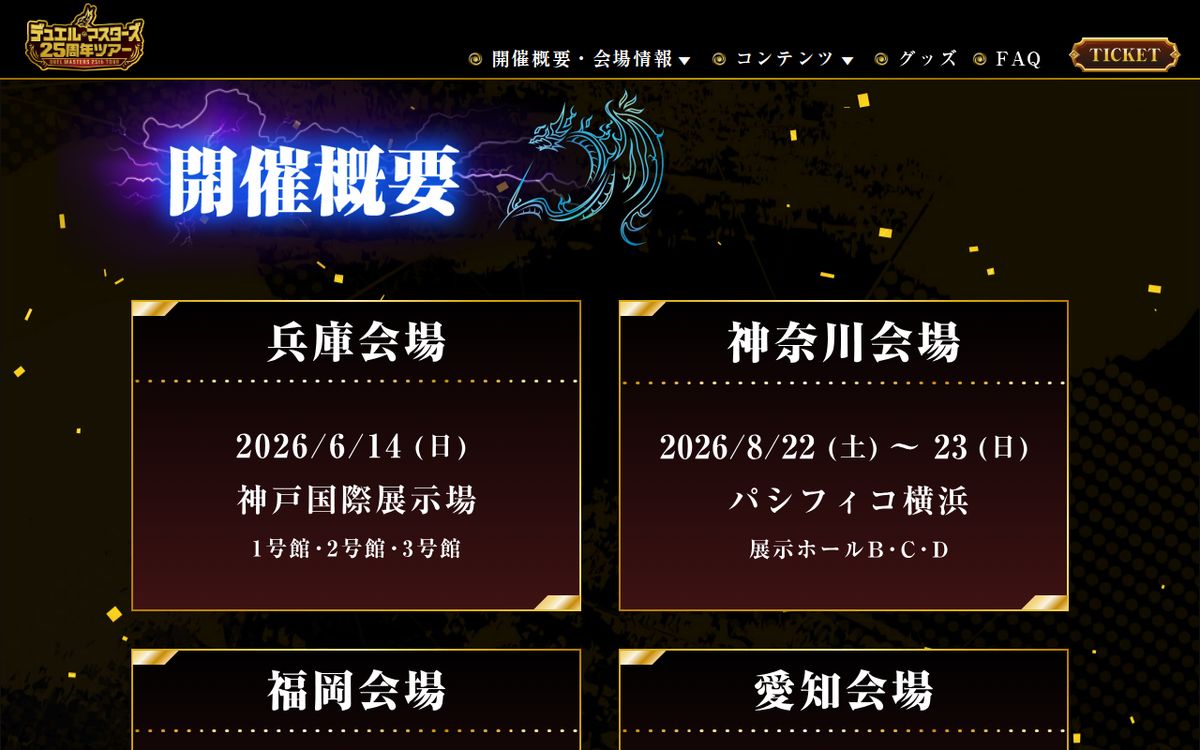 デュエル・マスターズ
25周年ツアー
DUEL MASTERS 25th TOUR
開催概要・会場情報▼
コンテンツ▼
グッズ
FAQ
TICKET
開催概要
兵庫会場
2026/6/14 (日)
神戸国際展示場
1号館・2号館・3号館
神奈川会場
2026/8/22 (土) ～ 23 (日)
パシフィコ横浜
展示ホールB・C・D
福岡会場
愛知会場